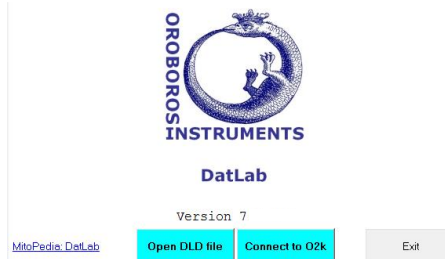 OROBOROS
INSTRUMENTS
DatLab
Version 7
MitoPedia: DatLab
Open DLD file
Connect to O2k
Exit